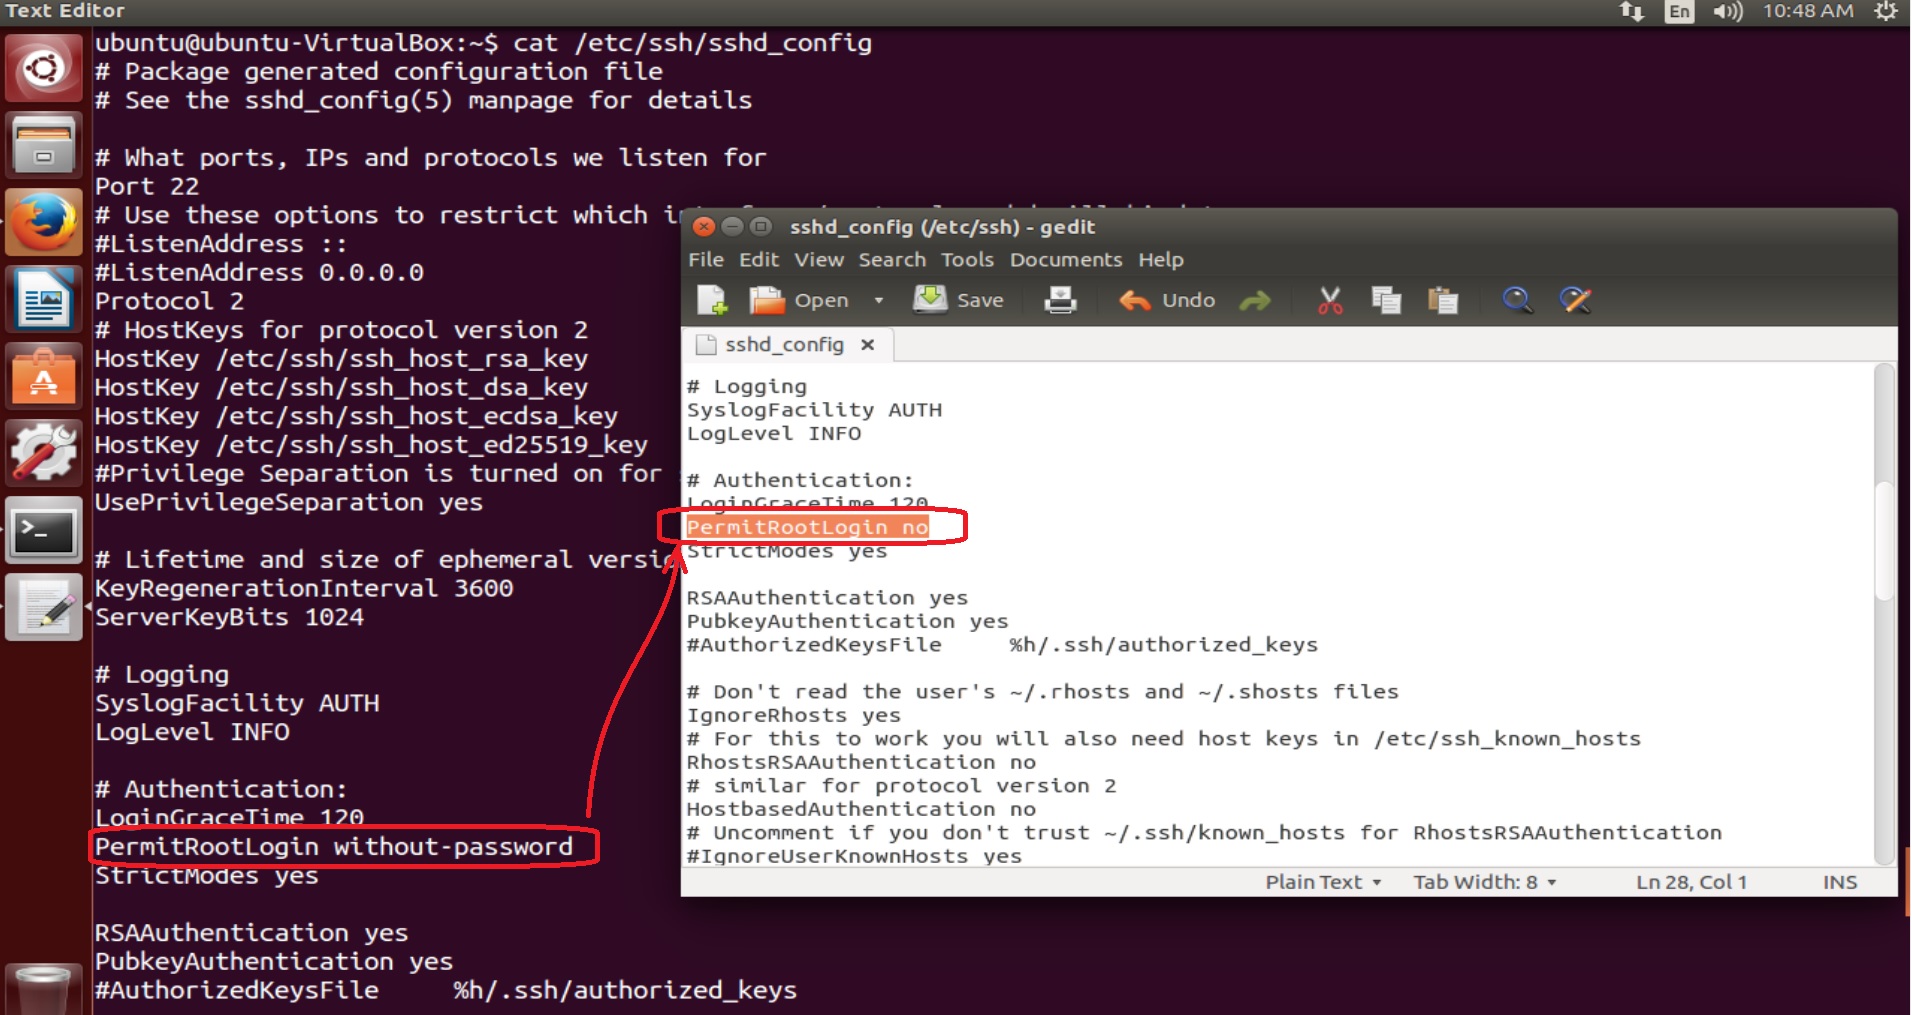 Text Editor
En
10:48 AM
ubuntu@ubuntu-VirtualBox:~$ cat /etc/ssh/sshd_config
# Package generated configuration file
# See the sshd_config(5) manpage for details
# What ports, IPs and protocols we listen for
Port 22
# Use these options to restrict which
#ListenAddress ::
#ListenAddress 0.0.0.0
Protocol 2
# HostKeys for protocol version 2
HostKey /etc/ssh/ssh_host_rsa_key
HostKey /etc/ssh/ssh_host_dsa_key
HostKey /etc/ssh/ssh_host_ecdsa_key
HostKey /etc/ssh/ssh_host_ed25519_key
#Privilege Separation is turned on for
UsePrivilegeSeparation yes
# Lifetime and size of ephemeral versi
KeyRegenerationInterval 3600
ServerKeyBits 1024
# Logging
SyslogFacility AUTH
LogLevel INFO
# Authentication:
LoginGraceTime 120
PermitRootLogin without-password
StrictModes yes
RSAAuthentication yes
PubkeyAuthentication yes
#AuthorizedKeysFile     %h/.ssh/authorized_keys
sshd_config (/etc/ssh) - gedit
File Edit View Search Tools Documents Help
Open Save Undo
sshd_config
# Logging
SyslogFacility AUTH
LogLevel INFO
# Authentication:
LoginGraceTime 120
PermitRootLogin no
StrictModes yes
RSAAuthentication yes
PubkeyAuthentication yes
#AuthorizedKeysFile     %h/.ssh/authorized_keys
# Don't read the user's ~/.rhosts and ~/.shosts files
IgnoreRhosts yes
# For this to work you will also need host keys in /etc/ssh_known_hosts
RhostsRSAAuthentication no
# similar for protocol version 2
HostbasedAuthentication no
# Uncomment if you don't trust ~/.ssh/known_hosts for RhostsRSAAuthentication
#IgnoreUserKnownHosts yes
Plain Text Tab Width: 8 Ln 28, Col 1 INS